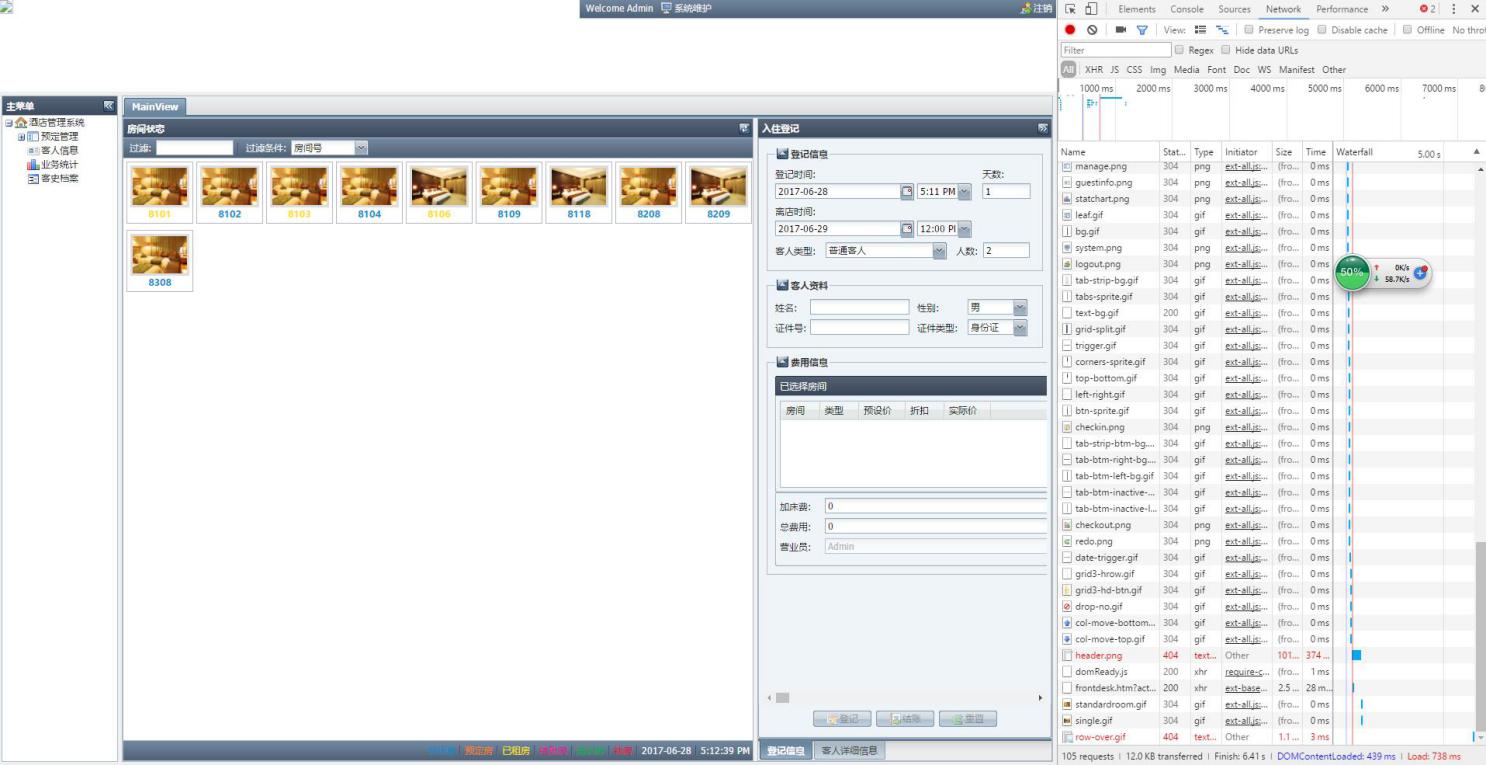 Welcome Admin 系统维护 注销
主菜单
酒店管理系统
预定管理
客人信息
业务统计
客史档案
MainView
房间状态
过滤: 过滤条件: 房间号
8101 8102 8103 8104 8106 8109 8118 8208 8209
8308
预定房 已租房 2017-06-28 5:12:39 PM
入住登记
登记信息
登记时间: 天数:
2017-06-28 5:11 PM 1
离店时间:
2017-06-29 12:00 PI
客人类型: 普通客人 人数: 2
客人资料
姓名: 性别: 男
证件号: 证件类型: 身份证
费用信息
已选择房间
房间 类型 预设价 折扣 实际价
加床费: 0
总费用: 0
营业员: Admin
登记 结账 重置
登记信息 客人详细信息
Elements Console Sources Network Performance » 2
View: Preserve log Disable cache Offline No thro
Filter Regex Hide data URLs
All XHR JS CSS Img Media Font Doc WS Manifest Other
1000 ms 2000 ms 3000 ms 4000 ms 5000 ms 6000 ms 7000 ms 8
Name Stat... Type Initiator Size Time Waterfall 5.00 s
manage.png 304 png ext-all.js:... (fro... 0 ms
guestinfo.png 304 png ext-all.js:... (fro... 0 ms
statchart.png 304 png ext-all.js:... (fro... 0 ms
leaf.gif 304 gif ext-all.js:... (fro... 0 ms
bg.gif 304 gif ext-all.js:... (fro... 0 ms
system.png 304 png ext-all.js:... (fro... 0 ms
logout.png 304 png ext-all.js:... (fro... 0 ms
50% 0K/s
58.7K/s
tab-strip-bg.gif 304 gif ext-all.js:... (fro... 0 ms
tabs-sprite.gif 304 gif ext-all.js:... (fro... 0 ms
text-bg.gif 200 gif ext-all.js:... (fro... 0 ms
grid-split.gif 304 gif ext-all.js:... (fro... 0 ms
trigger.gif 304 gif ext-all.js:... (fro... 0 ms
corners-sprite.gif 304 gif ext-all.js:... (fro... 0 ms
top-bottom.gif 304 gif ext-all.js:... (fro... 0 ms
left-right.gif 304 gif ext-all.js:... (fro... 0 ms
btn-sprite.gif 304 gif ext-all.js:... (fro... 0 ms
checkin.png 304 png ext-all.js:... (fro... 0 ms
tab-strip-btm-bg.... 304 gif ext-all.js:... (fro... 0 ms
tab-btm-right-bg.... 304 gif ext-all.js:... (fro... 0 ms
tab-btm-left-bg.gif 304 gif ext-all.js:... (fro... 0 ms
tab-btm-inactive-... 304 gif ext-all.js:... (fro... 0 ms
tab-btm-inactive-l... 304 gif ext-all.js:... (fro... 0 ms
checkout.png 304 png ext-all.js:... (fro... 0 ms
redo.png 304 png ext-all.js:... (fro... 0 ms
date-trigger.gif 304 gif ext-all.js:... (fro... 0 ms
grid3-hrow.gif 304 gif ext-all.js:... (fro... 0 ms
grid3-hd-btn.gif 304 gif ext-all.js:... (fro... 0 ms
drop-no.gif 304 gif ext-all.js:... (fro... 0 ms
col-move-bottom... 304 gif ext-all.js:... (fro... 0 ms
col-move-top.gif 304 gif ext-all.js:... (fro... 0 ms
header.png 404 text... Other 101... 374 ...
domReady.js 200 xhr require-c... (fro... 1 ms
frontdesk.htm?act... 200 xhr ext-base... 2.5 ... 28 m...
standardroom.gif 304 gif ext-all.js:... (fro... 0 ms
single.gif 304 gif ext-all.js:... (fro... 0 ms
row-over.gif 404 text... Other 1.1 ... 3 ms
105 requests | 12.0 KB transferred | Finish: 6.41 s | DOMContentLoaded: 439 ms | Load: 738 ms